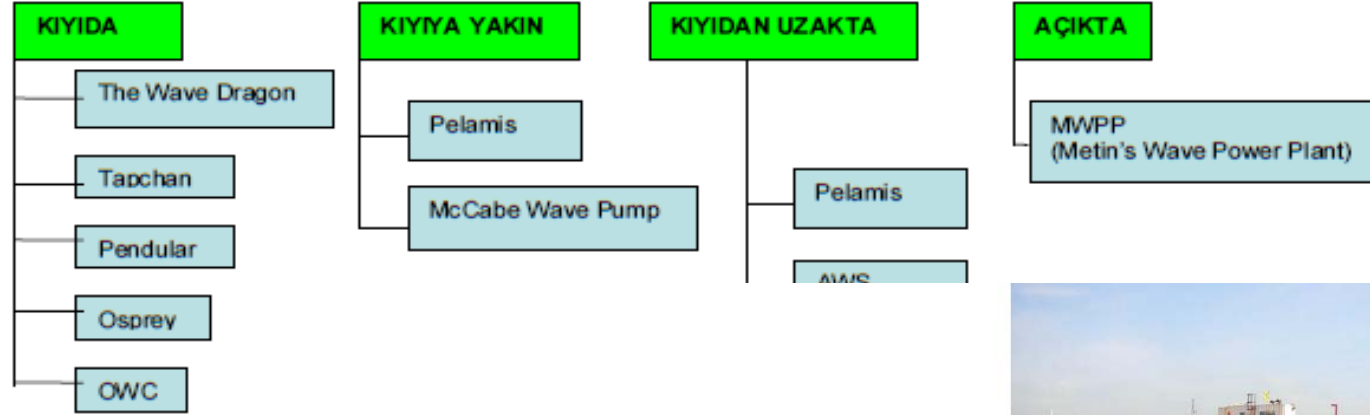 KIYIDA
The Wave Dragon
Tapchan
Pendular
Osprey
OWC
KIYIYA YAKIN
Pelamis
McCabe Wave Pump
KIYIDAN UZAKTA
Pelamis
AWS
AÇIKTA
MWPP
(Metin's Wave Power Plant)